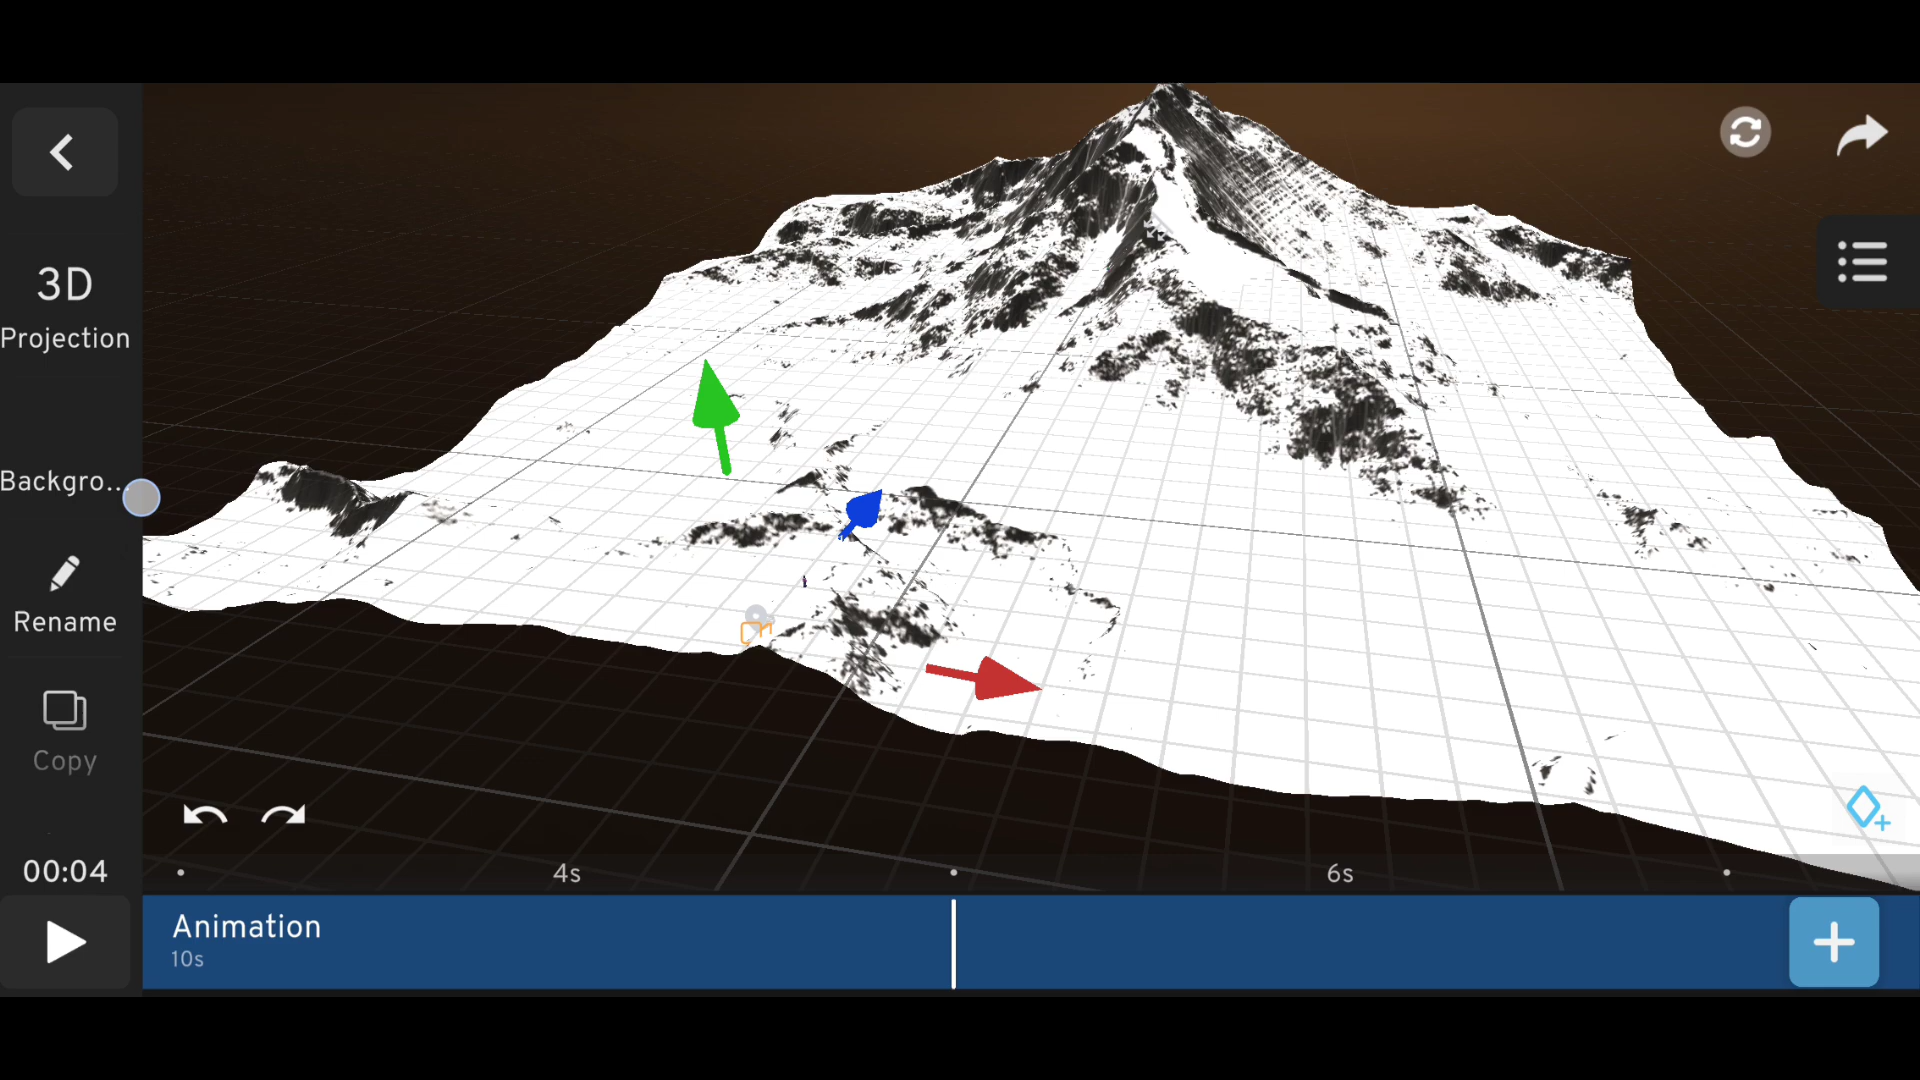 3D
Projection
Backgro...
Rename
Copy
00:04
4s
6s
Animation
10s